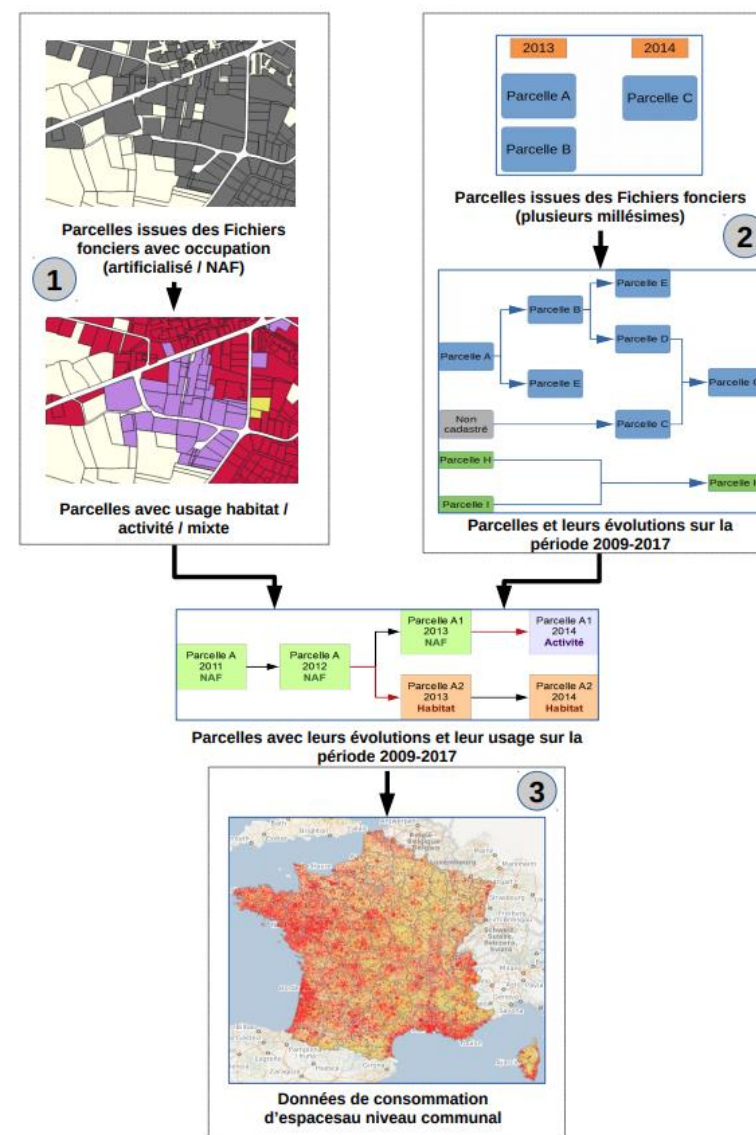 Parcelles issues des Fichiers
fonciers avec occupation
(artificialisé / NAF)
1
Parcelles avec usage habitat /
activité / mixte
2013
2014
Parcelle A
Parcelle C
Parcelle B
Parcelles issues des Fichiers fonciers
(plusieurs millésimes)
2
Parcelle E
Parcelle B
Parcelle D
Parcelle A
Parcelle E
Parcelle
Non
cadastré
Parcelle C
Parcelle H
Parcelle
Parcelle I
Parcelles et leurs évolutions sur la
période 2009-2017
Parcelle A
2011
NAF
Parcelle A
2012
NAF
Parcelle A1
2013
NAF
Parcelle A1
2014
Activité
Parcelle A2
2013
Habitat
Parcelle A2
2014
Habitat
Parcelles avec leurs évolutions et leur usage sur la
période 2009-2017
3
Données de consommation
d'espacesau niveau communal